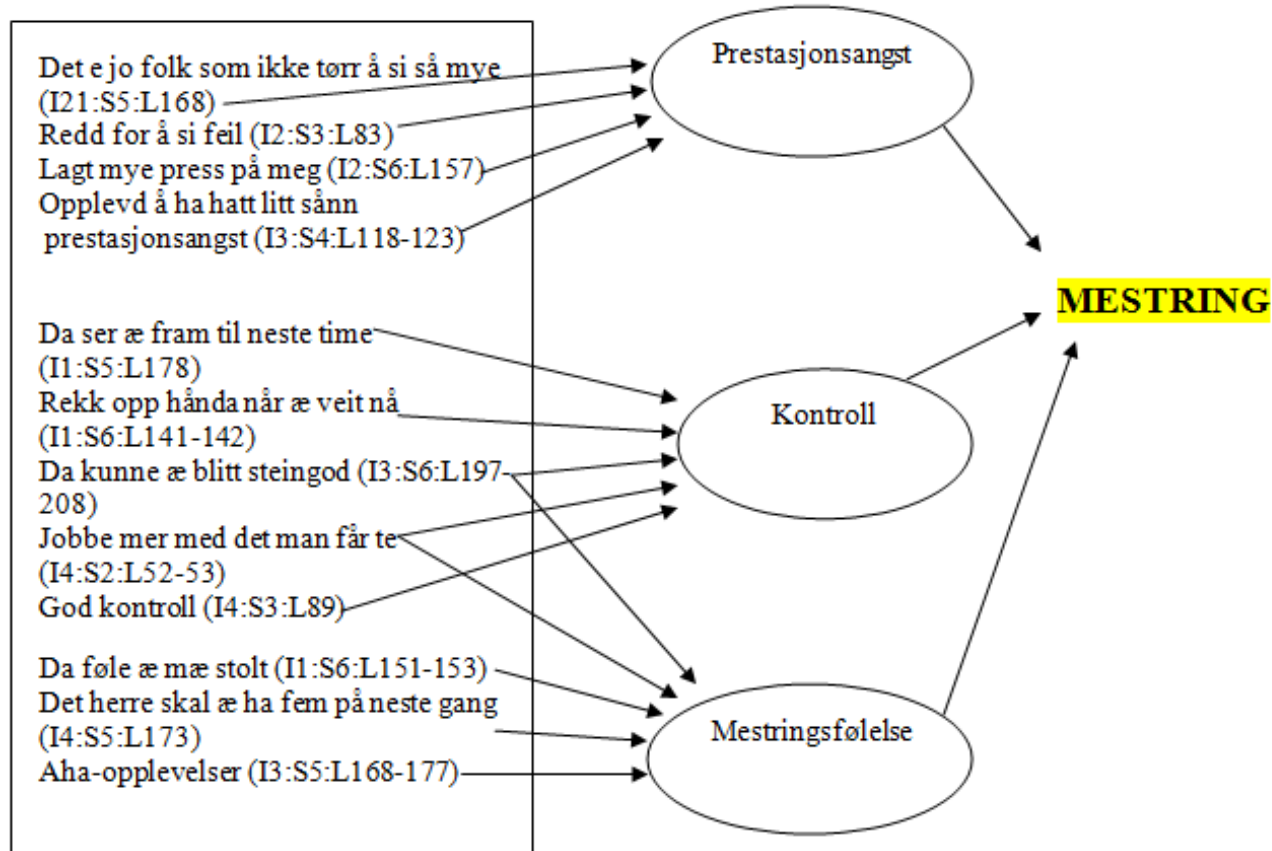 Det e jo folk som ikke tørr å si så mye
(I21:S5:L168)
Redd for å si feil (I2:S3:L83)
Lagt mye press på meg (I2:S6:L157)
Opplevd å ha hatt litt sånn
prestasjonsangst (I3:S4:L118-123)
Da ser æ fram til neste time
(I1:S5:L178)
Rekk opp hånda når æ veit nå
(I1:S6:L141-142)
Da kunne æ blitt steingod (I3:S6:L197-
208)
Jobbe mer med det man får te
(I4:S2:L52-53)
God kontroll (I4:S3:L89)
Da føle æ mæ stolt (I1:S6:L151-153)
Det herre skal æ ha fem på neste gang
(I4:S5:L173)
Aha-opplevelser (I3:S5:L168-177)
Prestasjonsangst
Kontroll
Mestringsfølelse
MESTRING